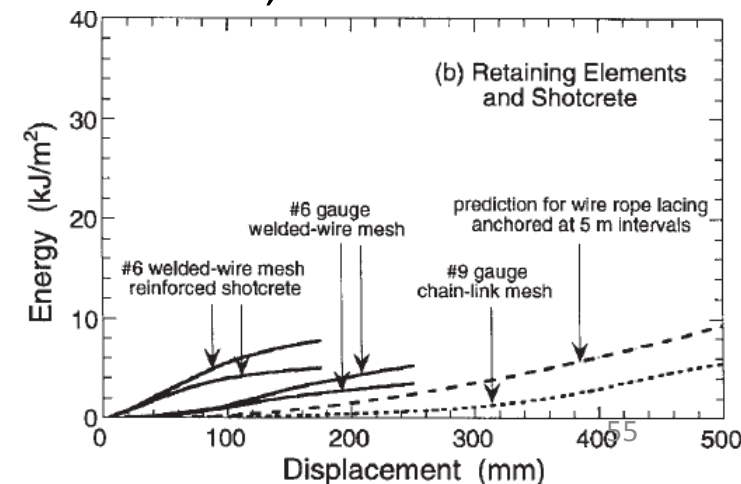 40
(b) Retaining Elements
and Shotcrete
30
Energy (kJ/m²)
#6 gauge
welded-wire mesh
prediction for wire rope lacing
anchored at 5 m intervals
20
#6 welded-wire mesh
reinforced shotcrete
#9 gauge
chain-link mesh
10
0
0 100 200 300 400 500
55
Displacement (mm)